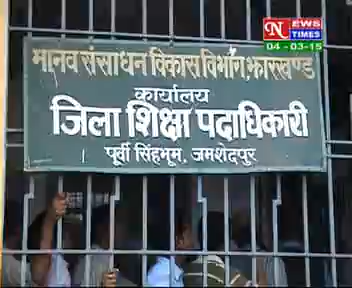 NEWS
TIMES
04-03-15
मानव संसाधन विकास विभाग, झारखण्ड
कार्यालय
जिला शिक्षा पदाधिकारी
पूर्वी सिंहभूम, जमशेदपुर